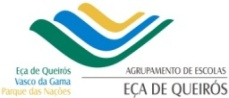 Eça de Queirós
Vasco da Gama
Parque das Nações
AGRUPAMENTO DE ESCOLAS
EÇA DE QUEIRÓS